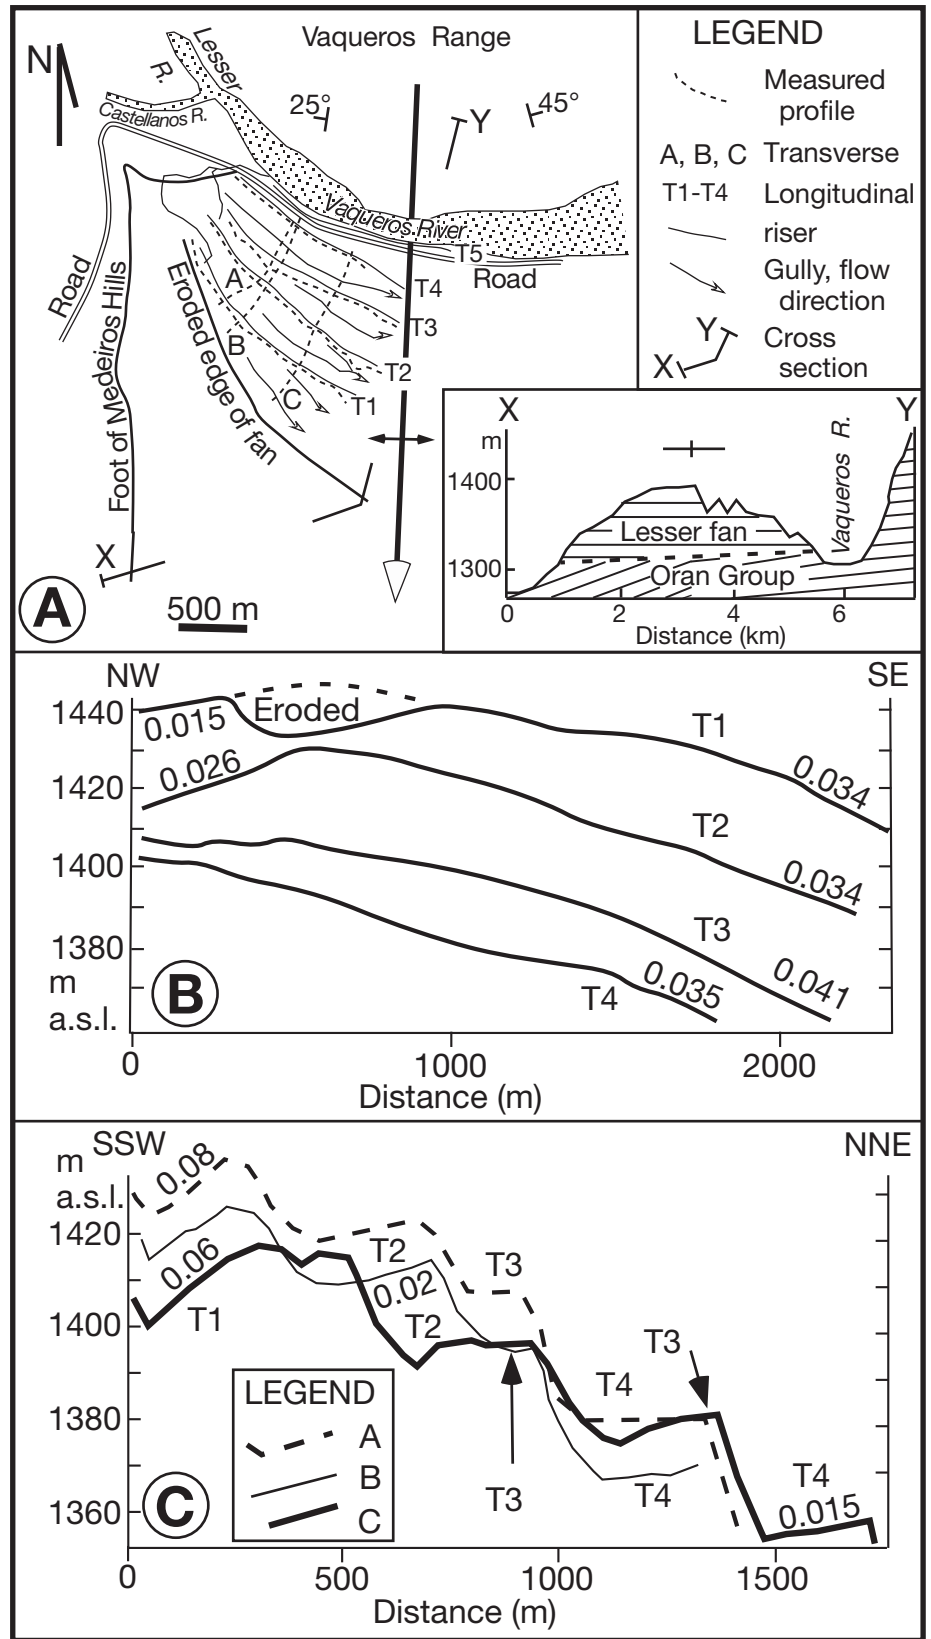 N
Lesser
R.
Castellanos R.
Vaqueros Range
25°
45°
Y
Vaqueros River
T5
Road
T4
T3
T2
T1
A
B
C
Road
Foot of Medeiros Hills
Eroded edge of fan
X
A
500 m
LEGEND
Measured
profile
A, B, C Transverse
T1-T4 Longitudinal
riser
Gully, flow
direction
Y
X
Cross
section
X
Y
m
1400
1300
Vaqueros R.
Lesser fan
Oran Group
0
2
4
6
Distance (km)
NW
SE
1440
1420
1400
1380
m
a.s.l.
0.015
Eroded
T1
0.034
0.026
T2
0.034
T3
0.041
T4
0.035
B
0
1000
2000
Distance (m)
SSW
NNE
m
a.s.l.
1420
1400
1380
1360
0.08
0.06
T1
T2
0.02
T2
T3
T3
T4
T3
T4
T4
0.015
LEGEND
A
B
C
C
0
500
1000
1500
Distance (m)